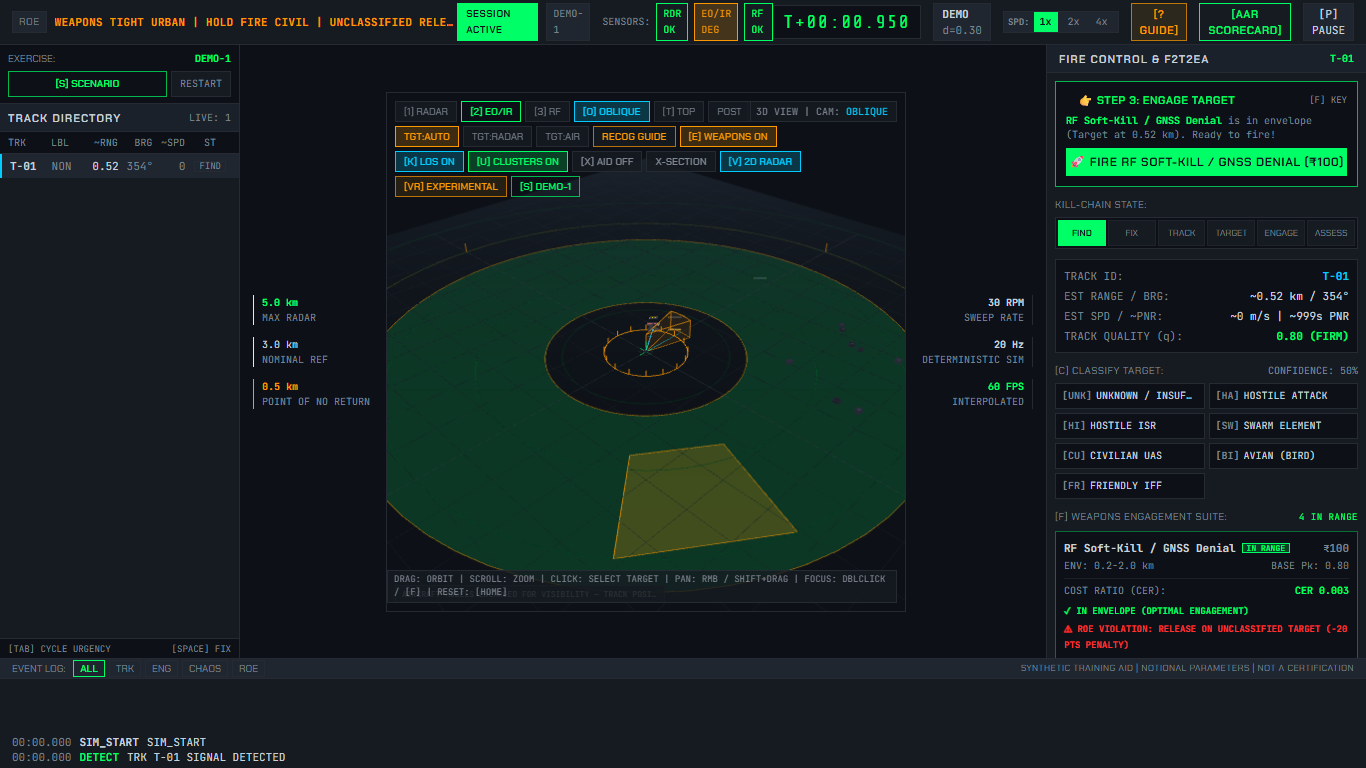 ROE
WEAPONS TIGHT URBAN | HOLD FIRE CIVIL | UNCLASSIFIED RELE…
SESSION ACTIVE
DEMO-1
SENSORS:
RDR OK
EO/IR DEG
RF OK
T+00:00.950
DEMO
d=0.30
SPD: 1x 2x 4x
[? GUIDE]
[AAR SCORECARD]
[P] PAUSE
EXERCISE: DEMO-1
[S] SCENARIO RESTART
TRACK DIRECTORY LIVE: 1
TRK LBL ~RNG BRG ~SPD ST
T-01 NON 0.52 354° 0 FIND
[TAB] CYCLE URGENCY [SPACE] FIX
[1] RADAR [2] EO/IR [3] RF [O] OBLIQUE [T] TOP POST 3D VIEW | CAM: OBLIQUE
TGT:AUTO TGT:RADAR TGT:AIR RECOG GUIDE [E] WEAPONS ON
[K] LOS ON [U] CLUSTERS ON [X] AID OFF X-SECTION [V] 2D RADAR
[VR] EXPERIMENTAL [S] DEMO-1
5.0 km
MAX RADAR
3.0 km
NOMINAL REF
0.5 km
POINT OF NO RETURN
30 RPM
SWEEP RATE
20 Hz
DETERMINISTIC SIM
60 FPS
INTERPOLATED
DRAG: ORBIT | SCROLL: ZOOM | CLICK: SELECT TARGET | PAN: RMB / SHIFT+DRAG | FOCUS: DBLCLICK
/ [F] | RESET: [HOME]
FOR VISIBILITY — TRACK POSI…
FIRE CONTROL & F2T2EA T-01
👉 STEP 3: ENGAGE TARGET [F] KEY
RF Soft-Kill / GNSS Denial is in envelope
(Target at 0.52 km). Ready to fire!
🚀 FIRE RF SOFT-KILL / GNSS DENIAL (₹100)
KILL-CHAIN STATE:
FIND FIX TRACK TARGET ENGAGE ASSESS
TRACK ID: T-01
EST RANGE / BRG: ~0.52 km / 354°
EST SPD / ~PNR: ~0 m/s | ~999s PNR
TRACK QUALITY (q): 0.80 (FIRM)
[C] CLASSIFY TARGET: CONFIDENCE: 50%
[UNK] UNKNOWN / INSUF… [HA] HOSTILE ATTACK
[HI] HOSTILE ISR [SW] SWARM ELEMENT
[CU] CIVILIAN UAS [BI] AVIAN (BIRD)
[FR] FRIENDLY IFF
[F] WEAPONS ENGAGEMENT SUITE: 4 IN RANGE
RF Soft-Kill / GNSS Denial IN RANGE ₹100
ENV: 0.2-2.0 km BASE Pk: 0.80
COST RATIO (CER): CER 0.003
✔ IN ENVELOPE (OPTIMAL ENGAGEMENT)
⚠ ROE VIOLATION: RELEASE ON UNCLASSIFIED TARGET (-20
PTS PENALTY)
EVENT LOG: ALL TRK ENG CHAOS ROE
SYNTHETIC TRAINING AID | NOTIONAL PARAMETERS | NOT A CERTIFICATION
00:00.000 SIM_START SIM_START
00:00.000 DETECT TRK T-01 SIGNAL DETECTED